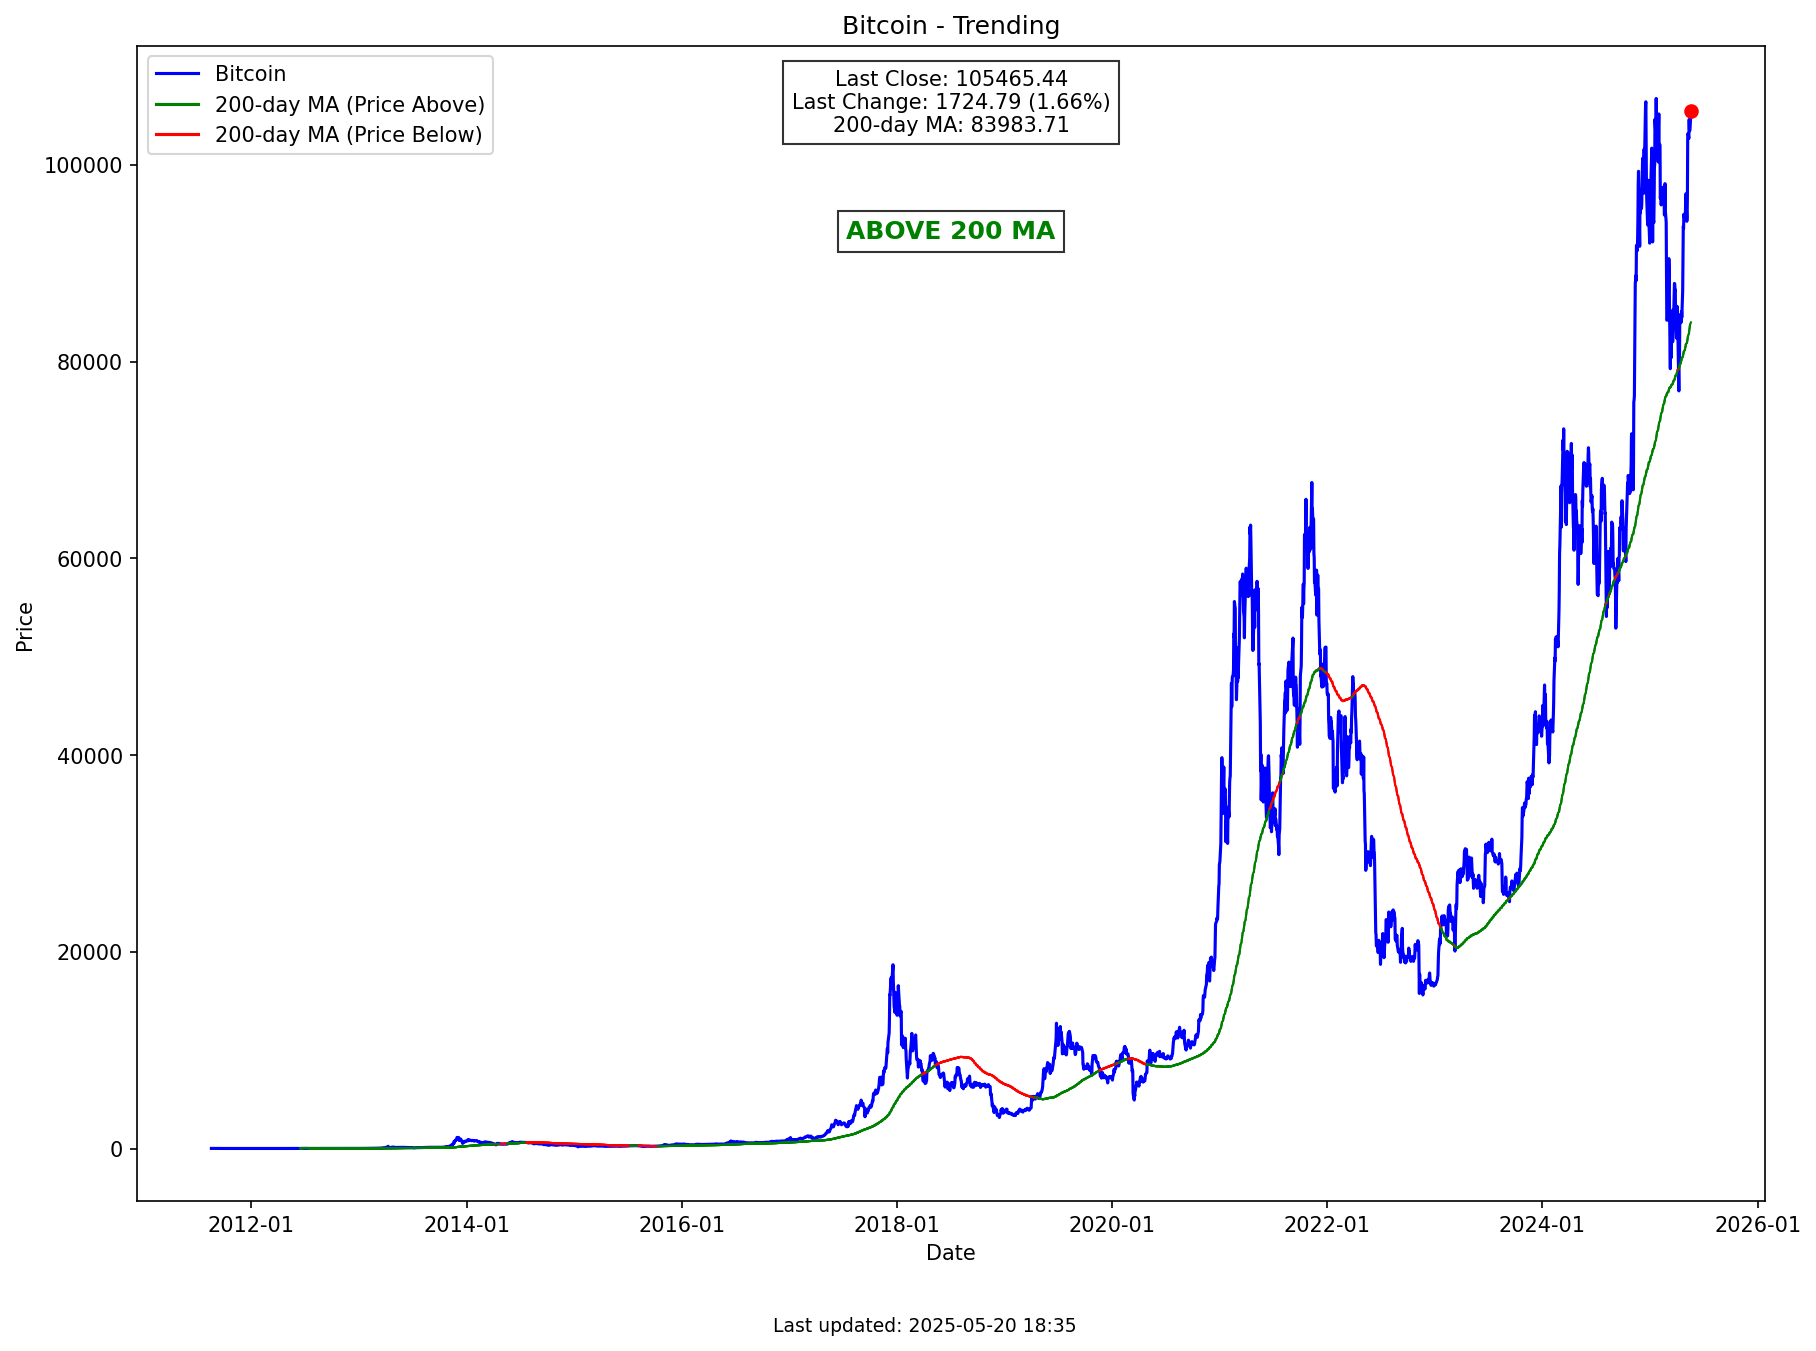 Bitcoin - Trending
Bitcoin
200-day MA (Price Above)
200-day MA (Price Below)
Last Close: 105465.44
Last Change: 1724.79 (1.66%)
200-day MA: 83983.71
ABOVE 200 MA
Price
100000
80000
60000
40000
20000
0
2012-01
2014-01
2016-01
2018-01
2020-01
2022-01
2024-01
2026-01
Date
Last updated: 2025-05-20 18:35